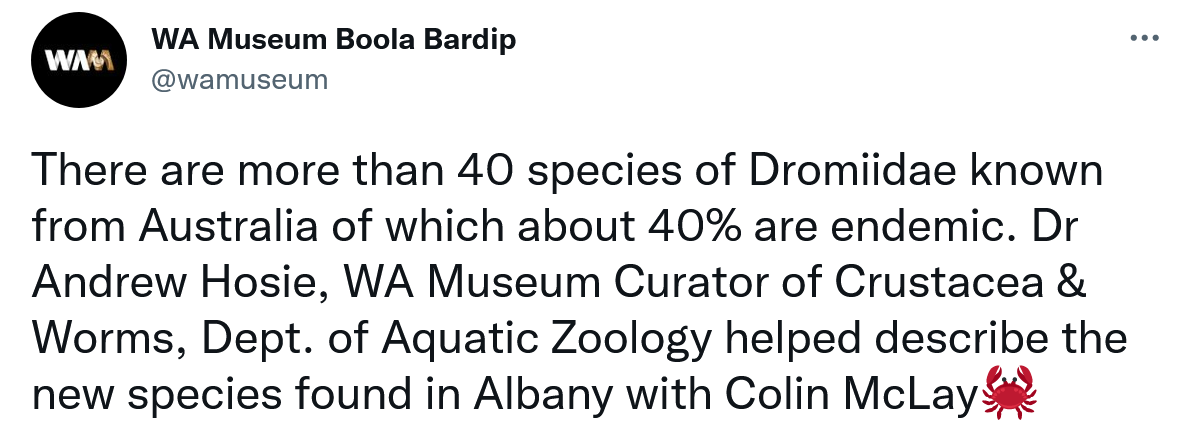 WAM
WA Museum Boola Bardip
@wamuseum
There are more than 40 species of Dromiidae known
from Australia of which about 40% are endemic. Dr
Andrew Hosie, WA Museum Curator of Crustacea &
Worms, Dept. of Aquatic Zoology helped describe the
new species found in Albany with Colin McLay🦀